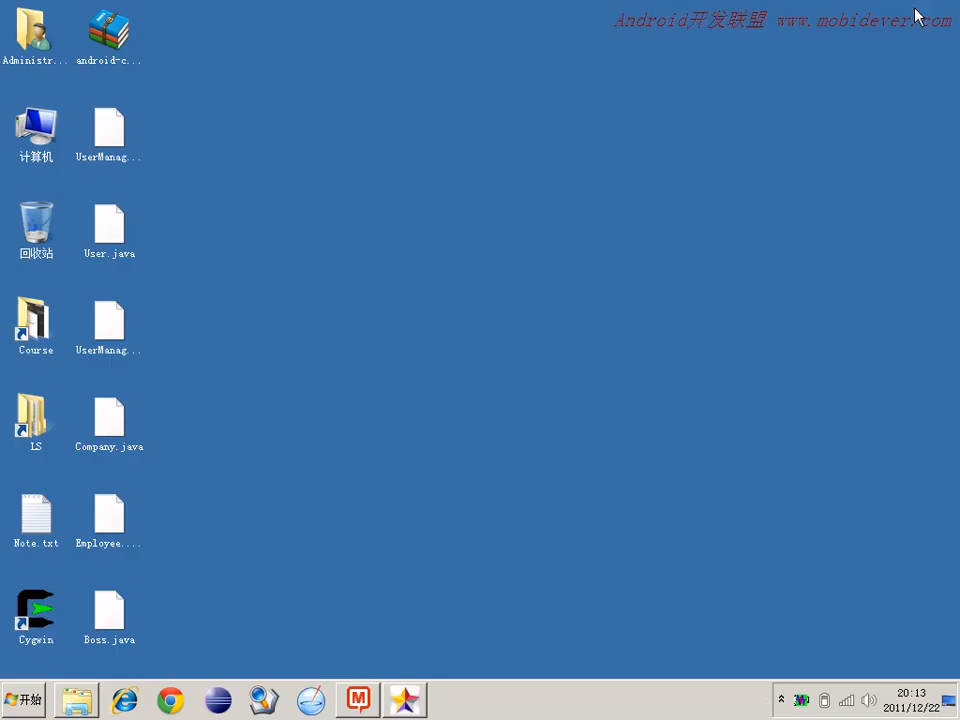 Android开发联盟 www.mobidever.com
Administr...
android-c...
计算机
UserManag...
回收站
User.java
Course
UserManag...
LS
Company.java
Note.txt
Employee....
Cygwin
Boss.java
开始
20:13
2011/12/22